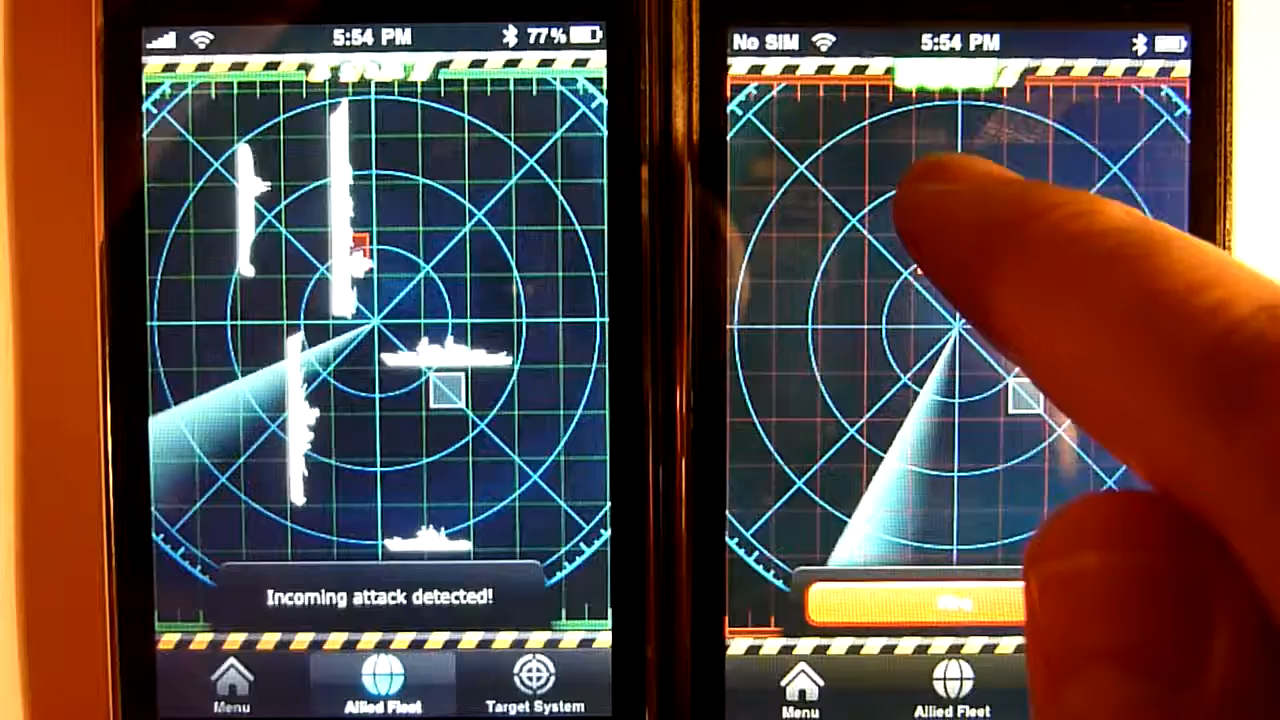 5:54 PM
77%
Incoming attack detected!
Menu
Allied Fleet
Target System
No SIM
5:54 PM
Fire
Menu
Allied Fleet